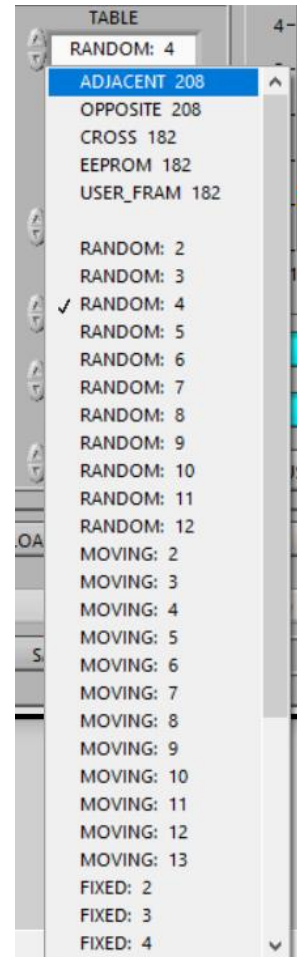 TABLE
4
RANDOM: 4
ADJACENT 208
OPPOSITE 208
CROSS 182
EEPROM 182
USER_FRAM 182
RANDOM: 2
RANDOM: 3
✓ RANDOM: 4
RANDOM: 5
RANDOM: 6
RANDOM: 7
RANDOM: 8
RANDOM: 9
RANDOM: 10
RANDOM: 11
RANDOM: 12
OA
MOVING: 2
MOVING: 3
MOVING: 4
MOVING: 5
S
MOVING: 6
MOVING: 7
MOVING: 8
MOVING: 9
MOVING: 10
MOVING: 11
MOVING: 12
MOVING: 13
FIXED: 2
FIXED: 3
FIXED: 4